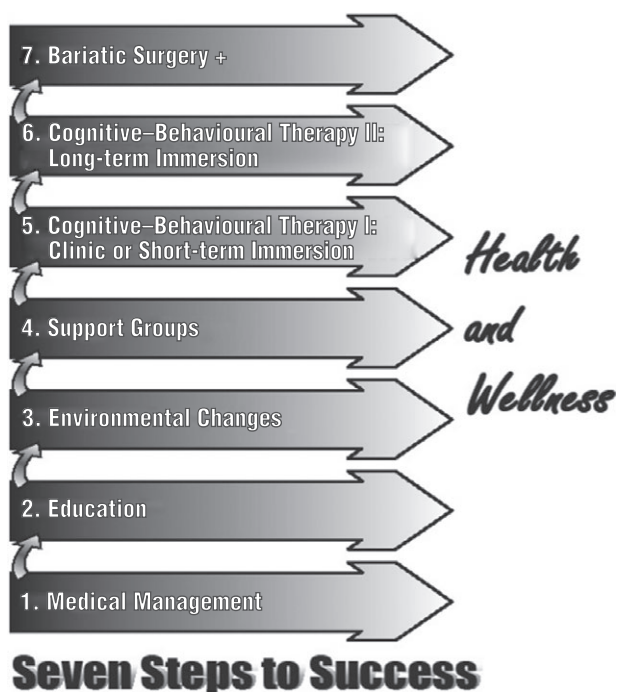 7. Bariatic Surgery +
6. Cognitive–Behavioural Therapy II:
Long-term Immersion
5. Cognitive–Behavioural Therapy I:
Clinic or Short-term Immersion
4. Support Groups
3. Environmental Changes
2. Education
1. Medical Management
Health
and
Wellness
Seven Steps to Success